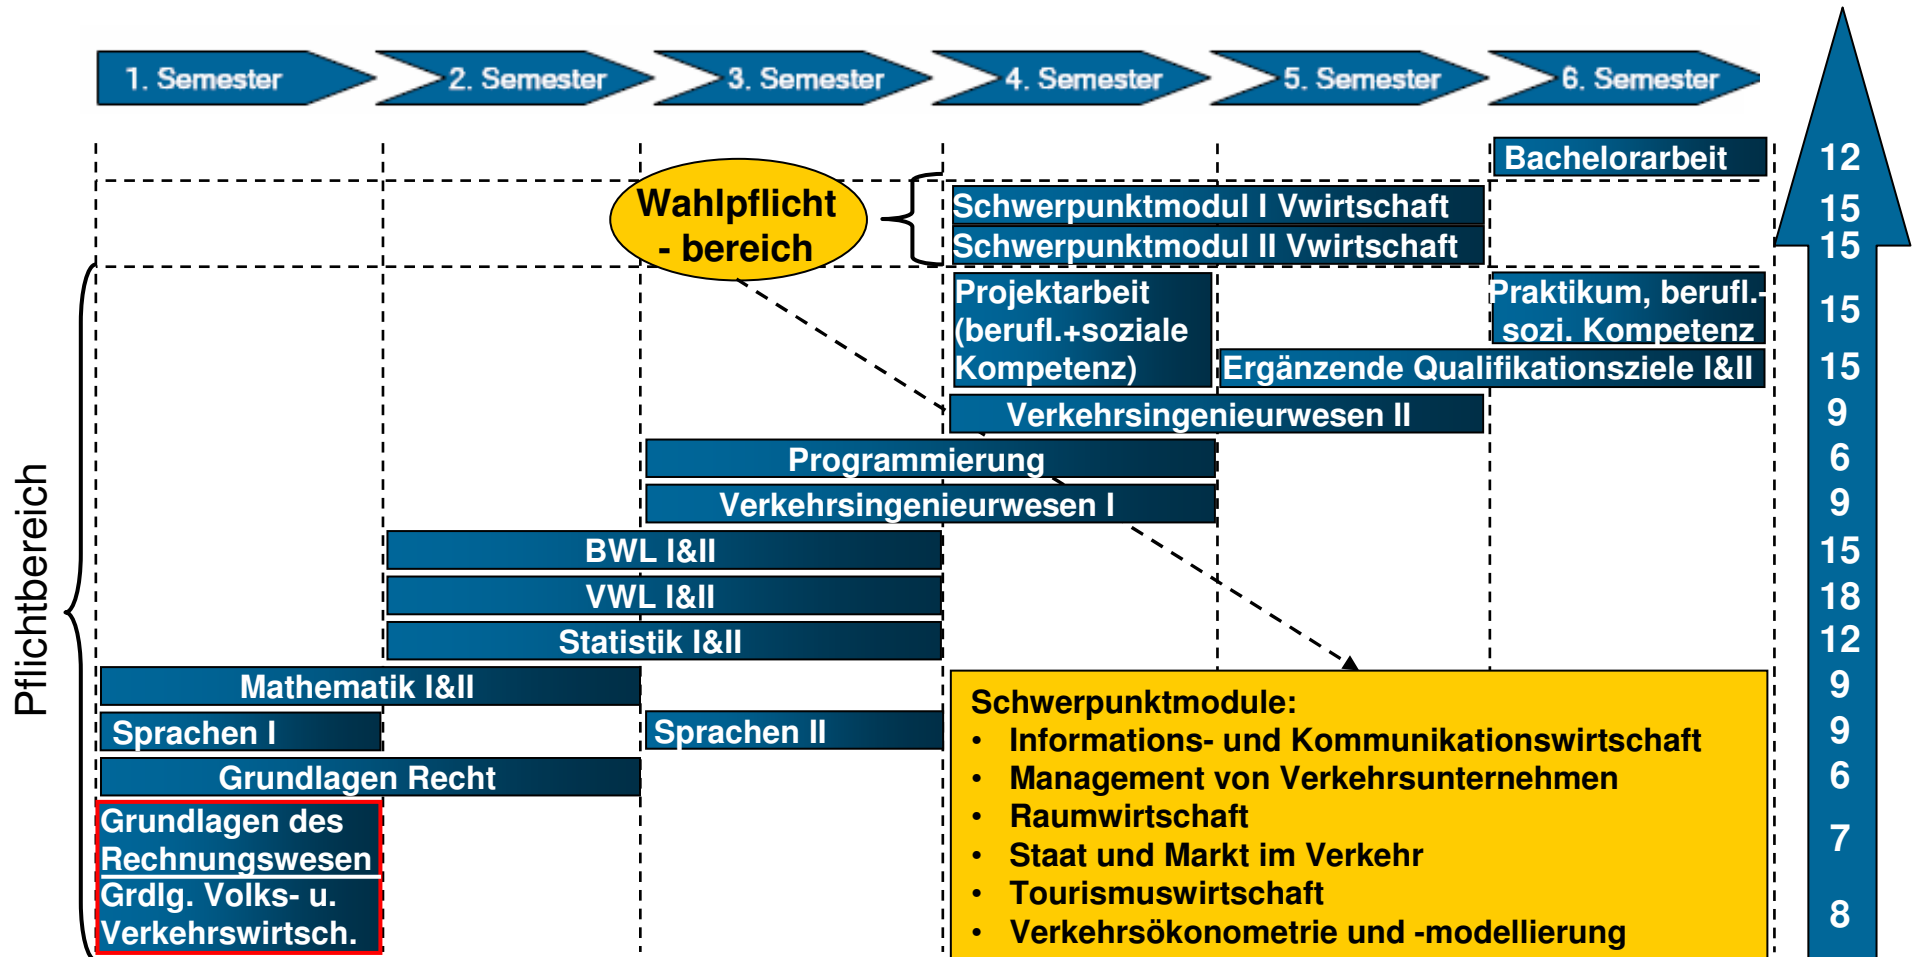 1. Semester
2. Semester
3. Semester
4. Semester
5. Semester
6. Semester
Bachelorarbeit
12
Wahlpflicht
- bereich
Schwerpunktmodul I Vwirtschaft
15
Schwerpunktmodul II Vwirtschaft
15
Projektarbeit
(berufl.+soziale
Kompetenz)
Praktikum, berufl.-
sozi. Kompetenz
15
Ergänzende Qualifikationsziele I&II
15
Verkehrsingenieurwesen II
9
Programmierung
6
Verkehrsingenieurwesen I
9
BWL I&II
15
VWL I&II
18
Statistik I&II
12
Pflichtbereich
Mathematik I&II
9
Sprachen I
Sprachen II
9
Grundlagen Recht
6
Grundlagen des
Rechnungswesen
7
Grdlg. Volks- u.
Verkehrswirtsch.
8
Schwerpunktmodule:
• Informations- und Kommunikationswirtschaft
• Management von Verkehrsunternehmen
• Raumwirtschaft
• Staat und Markt im Verkehr
• Tourismuswirtschaft
• Verkehrsökonometrie und -modellierung